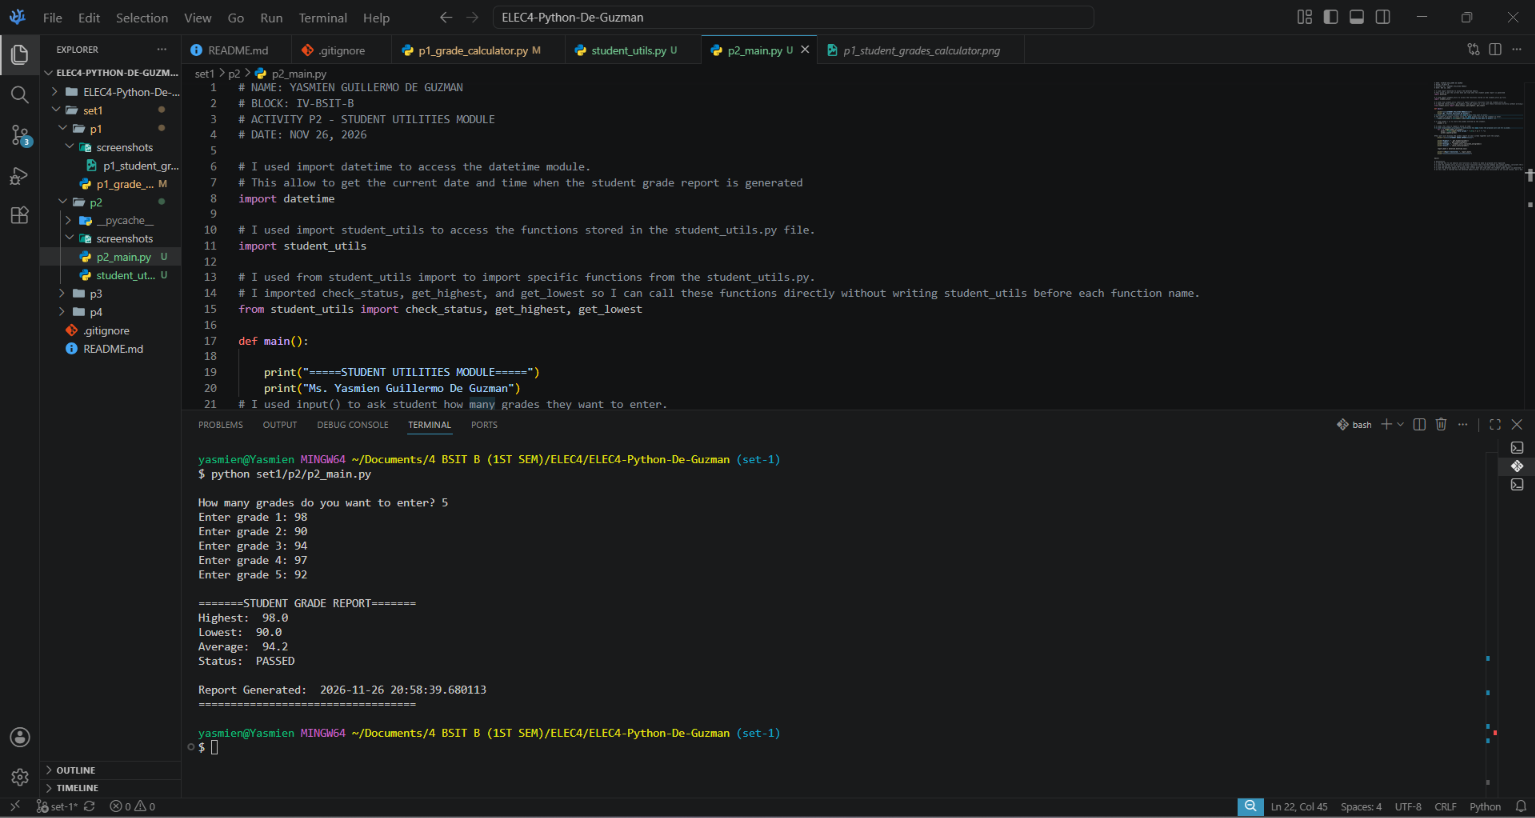 File Edit Selection View Go Run Terminal Help
ELEC4-Python-De-Guzman
EXPLORER
README.md
.gitignore
p1_grade_calculator.py M
student_utils.py U
p2_main.py U
p1_student_grades_calculator.png
ELEC4-PYTHON-DE-GUZM...
ELEC4-Python-De-...
set1
p1
screenshots
p1_student_gr...
p1_grade_... M
p2
__pycache__
screenshots
p2_main.py U
student_ut... U
p3
p4
.gitignore
README.md
OUTLINE
TIMELINE
set1 > p2 > p2_main.py
1 # NAME: YASMIEN GUILLERMO DE GUZMAN
2 # BLOCK: IV-BSIT-B
3 # ACTIVITY P2 - STUDENT UTILITIES MODULE
4 # DATE: NOV 26, 2026
5
6 # I used import datetime to access the datetime module.
7 # This allow to get the current date and time when the student grade report is generated
8 import datetime
9
10 # I used import student_utils to access the functions stored in the student_utils.py file.
11 import student_utils
12
13 # I used from student_utils import to import specific functions from the student_utils.py.
14 # I imported check_status, get_highest, and get_lowest so I can call these functions directly without writing student_utils before each function name.
15 from student_utils import check_status, get_highest, get_lowest
16
17 def main():
18
19 print("=====STUDENT UTILITIES MODULE=====")
20 print("Ms. Yasmien Guillermo De Guzman")
21 # I used input() to ask student how many grades they want to enter.
PROBLEMS OUTPUT DEBUG CONSOLE TERMINAL PORTS
bash
yasmien@Yasmien MINGW64 ~/Documents/4 BSIT B (1ST SEM)/ELEC4/ELEC4-Python-De-Guzman (set-1)
$ python set1/p2/p2_main.py
How many grades do you want to enter? 5
Enter grade 1: 98
Enter grade 2: 90
Enter grade 3: 94
Enter grade 4: 97
Enter grade 5: 92
=======STUDENT GRADE REPORT=======
Highest: 98.0
Lowest: 90.0
Average: 94.2
Status: PASSED
Report Generated: 2026-11-26 20:58:39.680113
==================================
yasmien@Yasmien MINGW64 ~/Documents/4 BSIT B (1ST SEM)/ELEC4/ELEC4-Python-De-Guzman (set-1)
$
3
set-1* 0 0
Ln 22, Col 45 Spaces: 4 UTF-8 CRLF Python